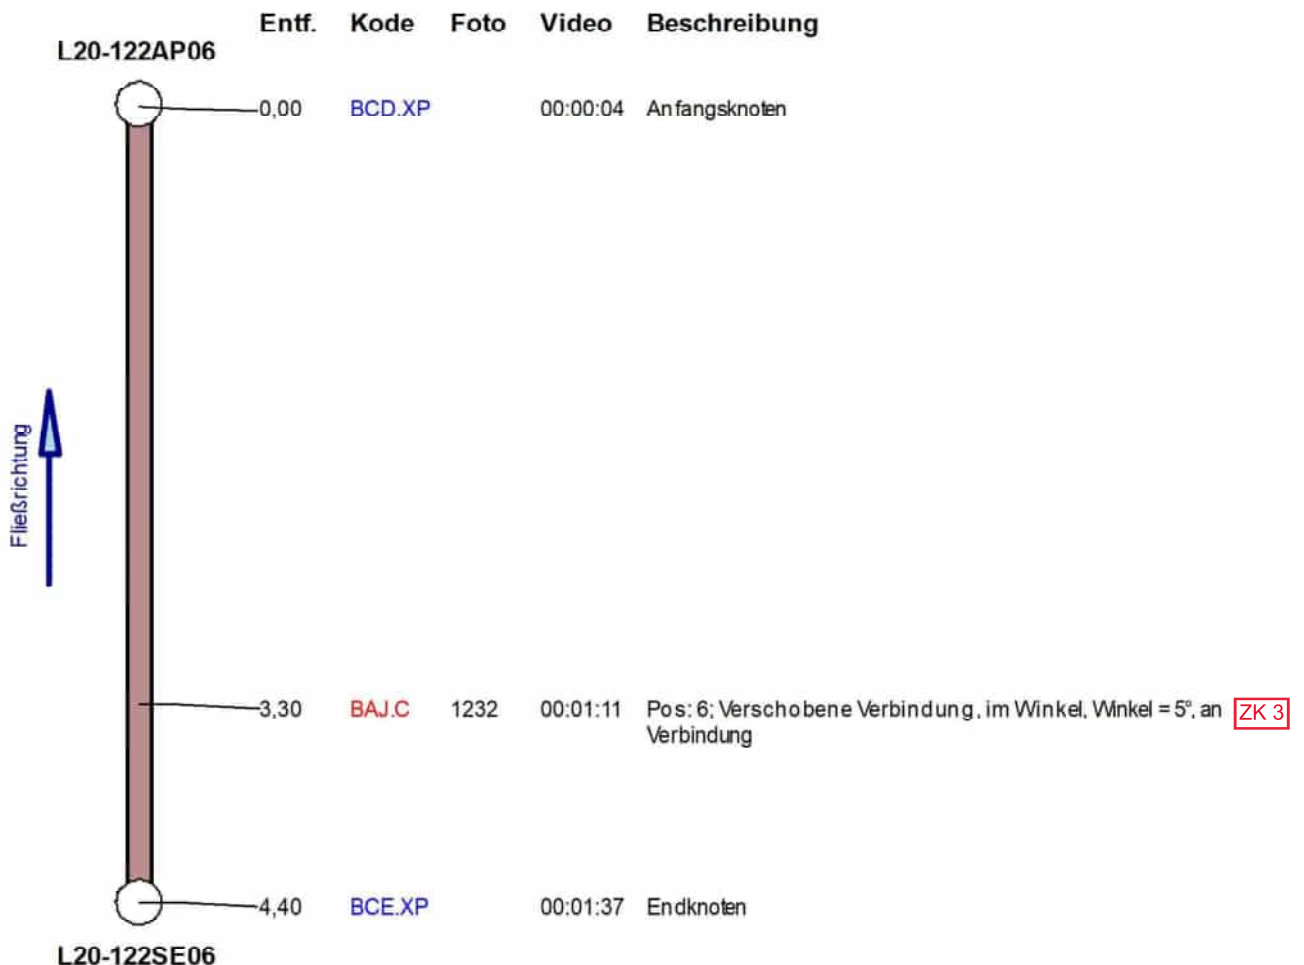 Entf. Kode Foto Video Beschreibung
L20-122AP06
0,00 BCD.XP 00:00:04 Anfangsknoten
Fließrichtung
3,30 BAJ.C 1232 00:01:11 Pos: 6; Verschobene Verbindung, im Winkel, Winkel = 5°, an ZK 3
Verbindung
4,40 BCE.XP 00:01:37 Endknoten
L20-122SE06